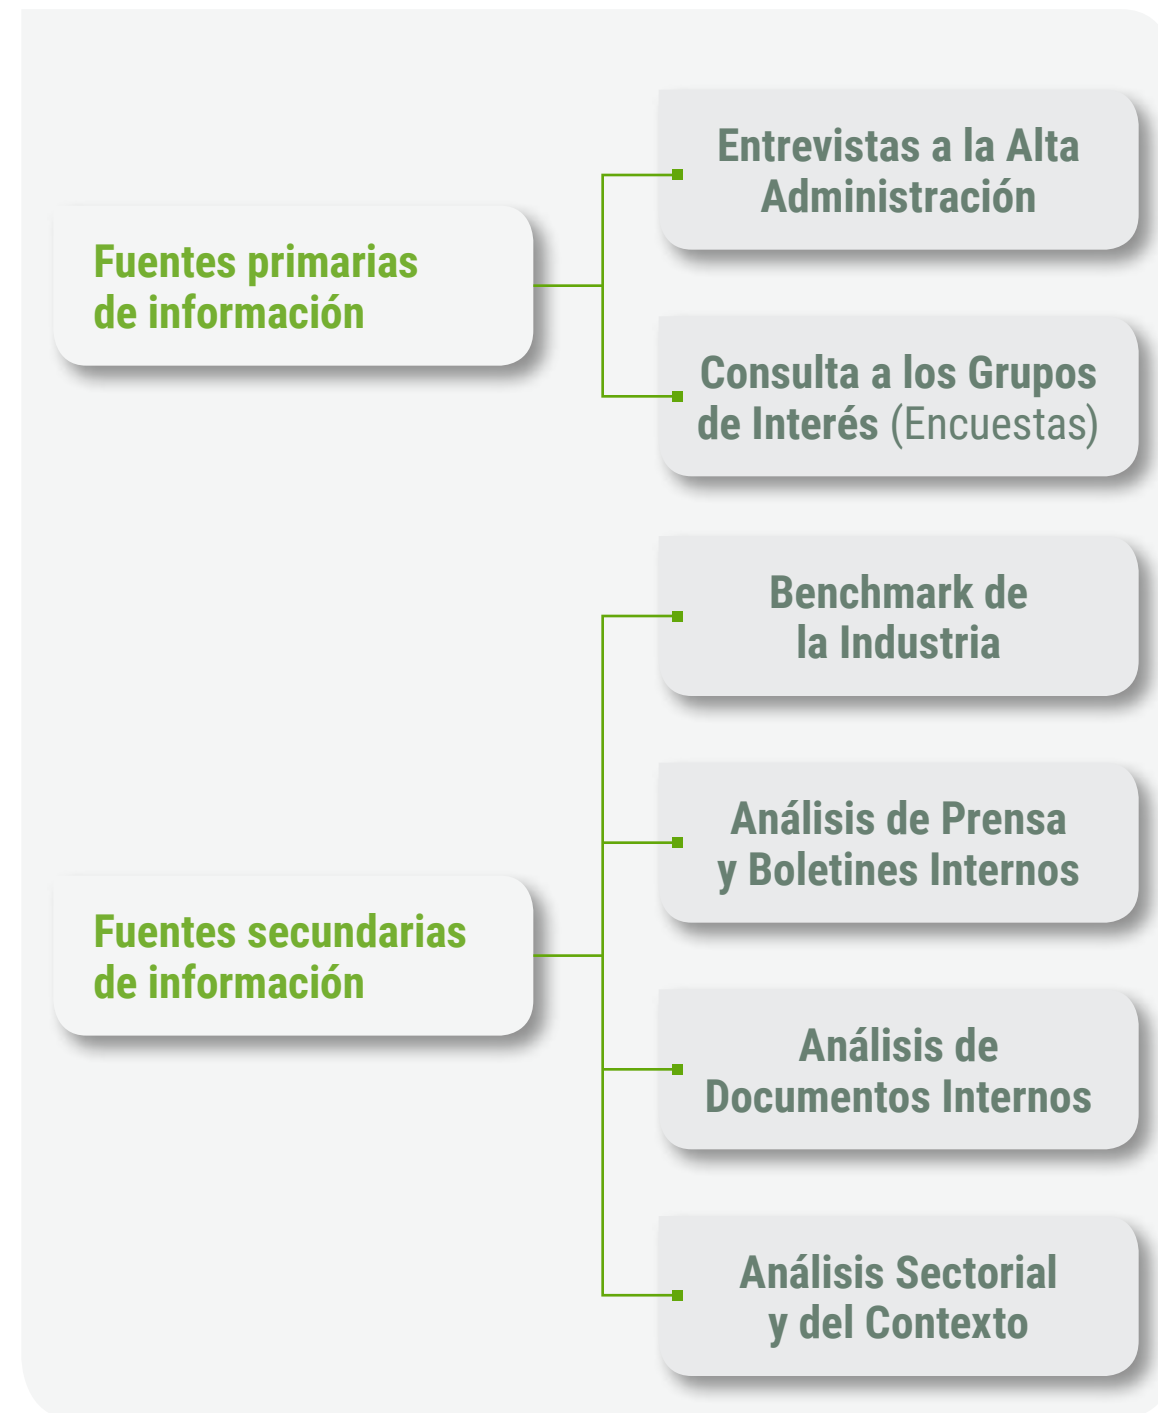 Fuentes primarias
de información
Entrevistas a la Alta
Administración
Consulta a los Grupos
de Interés (Encuestas)
Fuentes secundarias
de información
Benchmark de
la Industria
Análisis de Prensa
y Boletines Internos
Análisis de
Documentos Internos
Análisis Sectorial
y del Contexto